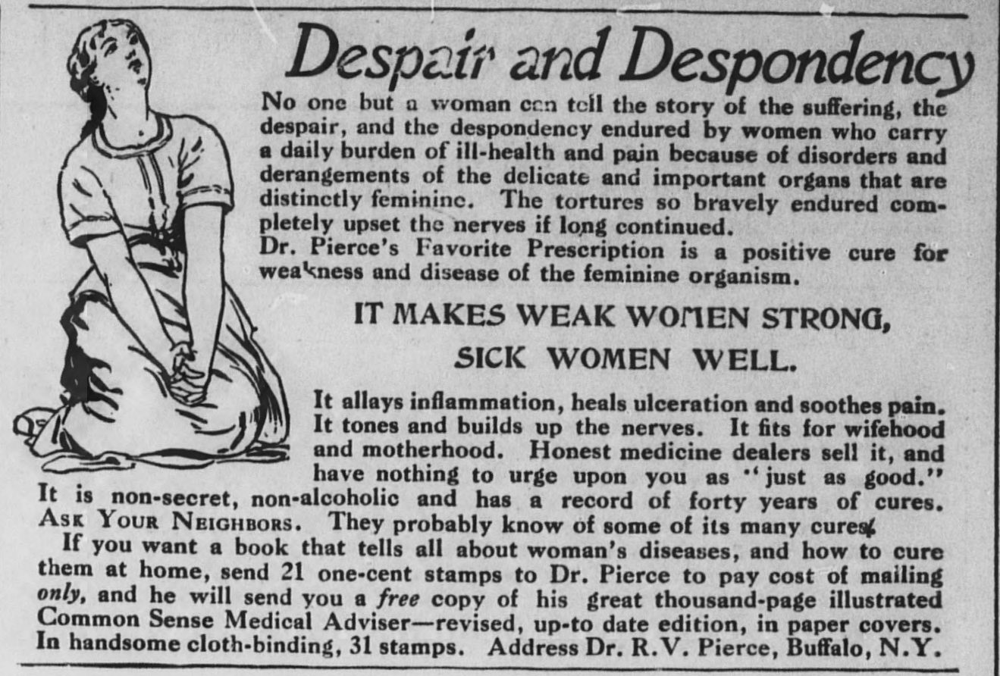 Despair and Despondency
No one but a woman can tell the story of the suffering, the
despair, and the despondency endured by women who carry
a daily burden of ill-health and pain because of disorders and
derangements of the delicate and important organs that are
distinctly feminine. The tortures so bravely endured com-
pletely upset the nerves if long continued.
Dr. Pierce's Favorite Prescription is a positive cure for
weakness and disease of the feminine organism.
IT MAKES WEAK WOMEN STRONG,
SICK WOMEN WELL.
It allays inflammation, heals ulceration and soothes pain.
It tones and builds up the nerves. It fits for wifehood
and motherhood. Honest medicine dealers sell it, and
have nothing to urge upon you as "just as good."
It is non-secret, non-alcoholic and has a record of forty years of cures.
ASK YOUR NEIGHBORS. They probably know of some of its many cures.
If you want a book that tells all about woman's diseases, and how to cure
them at home, send 21 one-cent stamps to Dr. Pierce to pay cost of mailing
only, and he will send you a free copy of his great thousand-page illustrated
Common Sense Medical Adviser—revised, up-to date edition, in paper covers.
In handsome cloth-binding, 31 stamps. Address Dr. R.V. Pierce, Buffalo, N.Y.